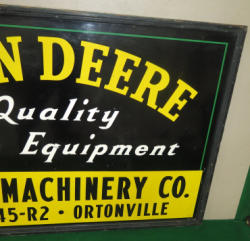 N DEERE
Quality
Equipment
MACHINERY CO.
45-R2 • ORTONVILLE